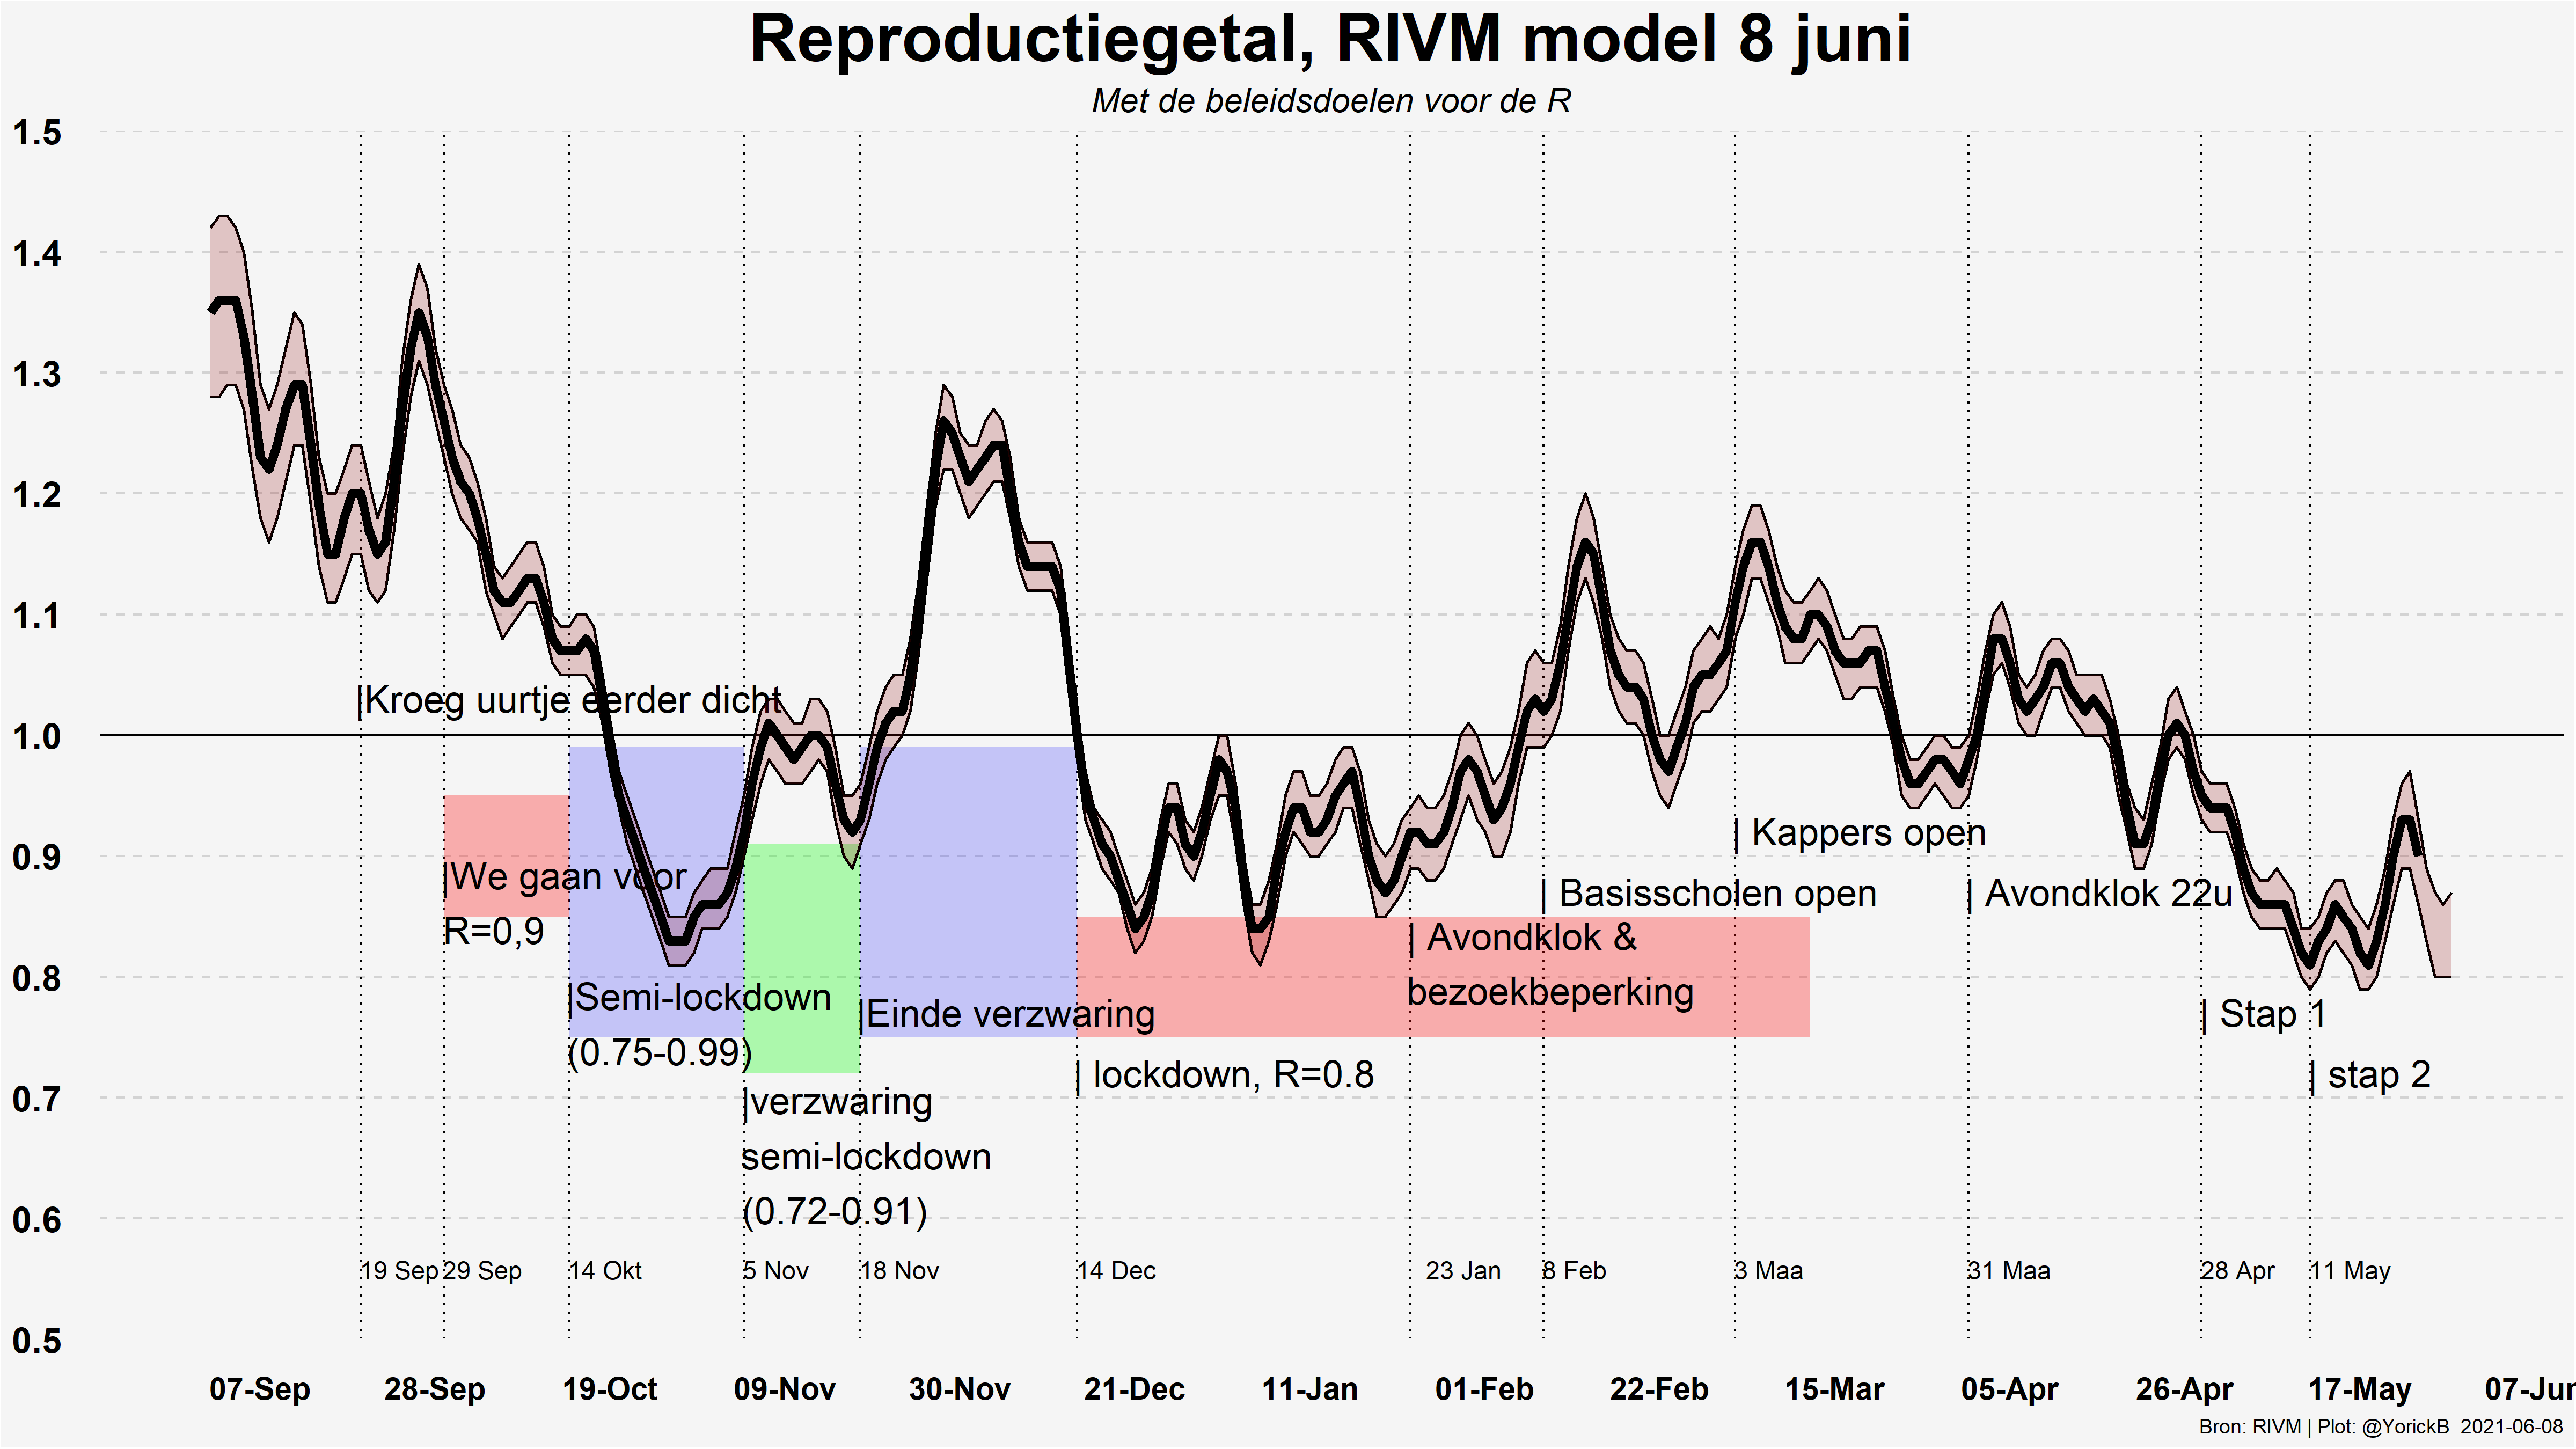 Reproductiegetal, RIVM model 8 juni
Met de beleidsdoelen voor de R
1.5
1.4
1.3
1.2
1.1
1.0
0.9
0.8
0.7
0.6
0.5
|Kroeg uurtje eerder dicht
|We gaan voor
R=0,9
|Semi-lockdown
(0.75-0.99)
|verzwaring
semi-lockdown
(0.72-0.91)
|Einde verzwaring
| lockdown, R=0.8
| Avondklok &
bezoekbeperking
| Basisscholen open
| Kappers open
| Avondklok 22u
| Stap 1
| stap 2
19 Sep
29 Sep
14 Okt
5 Nov
18 Nov
14 Dec
23 Jan
8 Feb
3 Maa
31 Maa
28 Apr
11 May
07-Sep
28-Sep
19-Oct
09-Nov
30-Nov
21-Dec
11-Jan
01-Feb
22-Feb
15-Mar
05-Apr
26-Apr
17-May
07-Jun
Bron: RIVM | Plot: @YorickB 2021-06-08